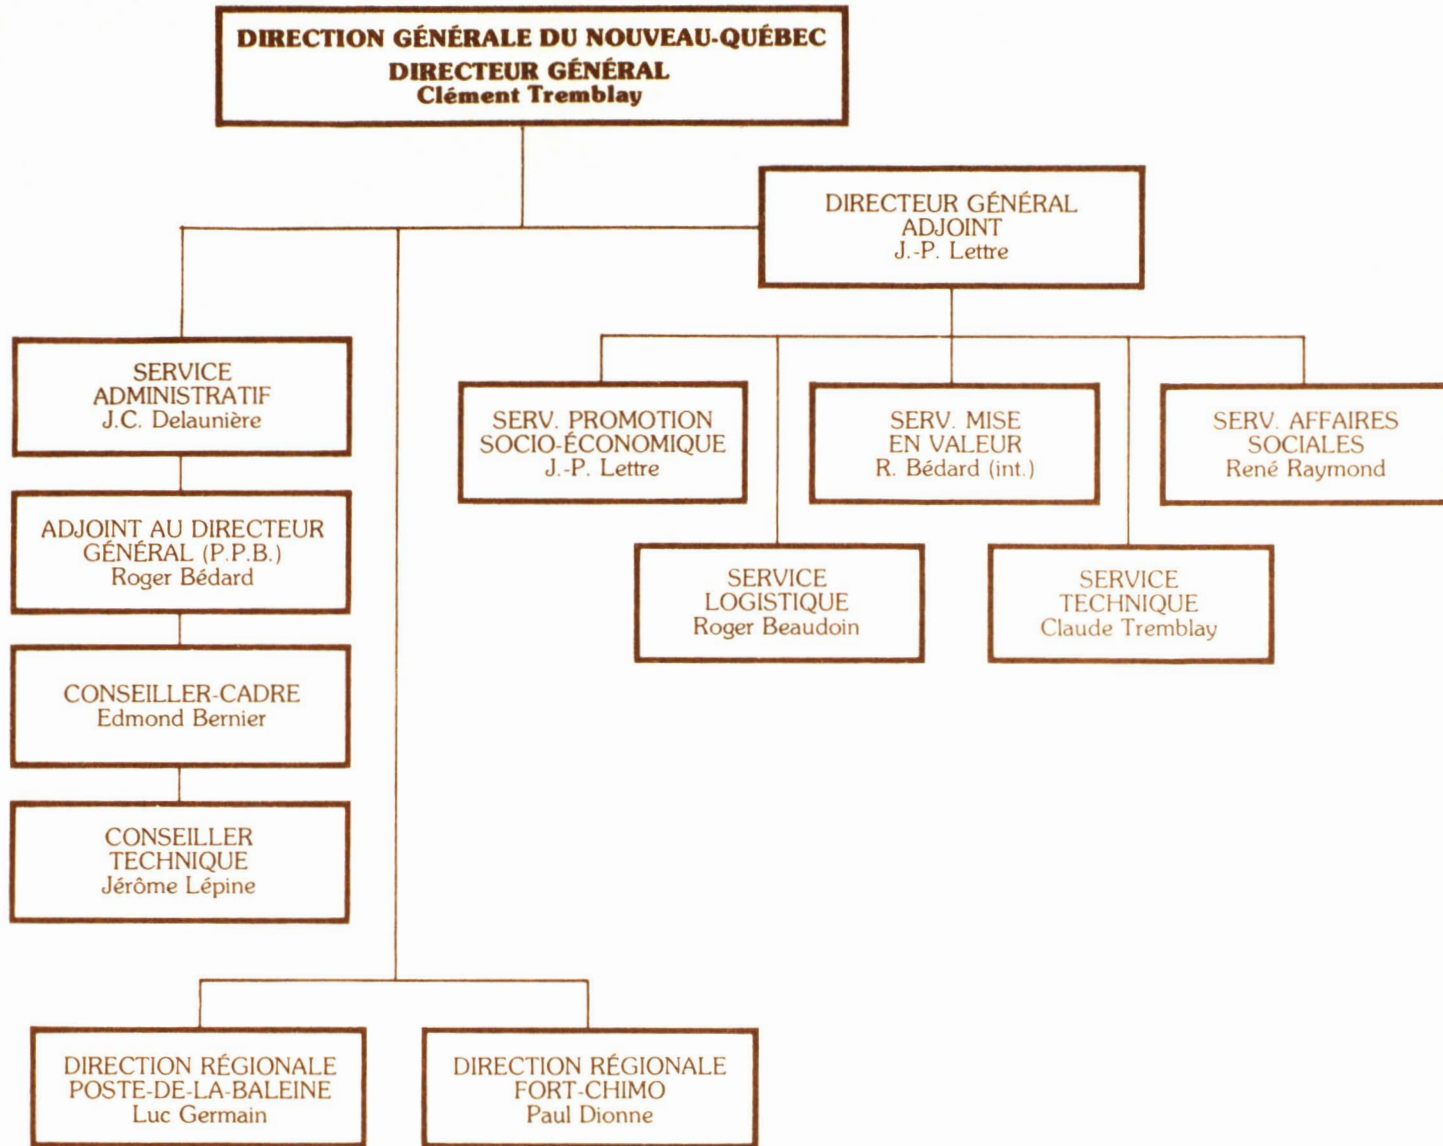 DIRECTION GÉNÉRALE DU NOUVEAU-QUÉBEC
DIRECTEUR GÉNÉRAL
Clément Tremblay
DIRECTEUR GÉNÉRAL
ADJOINT
J.-P. Lettre
SERVICE
ADMINISTRATIF
J.C. Delaunière
SERV. PROMOTION
SOCIO-ÉCONOMIQUE
J.-P. Lettre
SERV. MISE
EN VALEUR
R. Bédard (int.)
SERV. AFFAIRES
SOCIALES
René Raymond
ADJOINT AU DIRECTEUR
GÉNÉRAL (P.P.B.)
Roger Bédard
SERVICE
LOGISTIQUE
Roger Beaudoin
SERVICE
TECHNIQUE
Claude Tremblay
CONSEILLER-CADRE
Edmond Bernier
CONSEILLER
TECHNIQUE
Jérôme Lépine
DIRECTION RÉGIONALE
POSTE-DE-LA-BALEINE
Luc Germain
DIRECTION RÉGIONALE
FORT-CHIMO
Paul Dionne